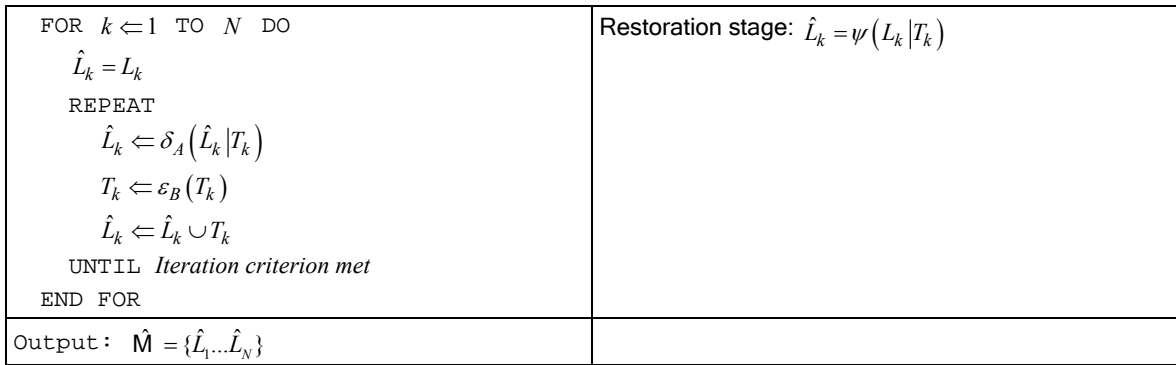 FOR k ⇐ 1 TO N DO
Restoration stage: L̂_k = ψ(L_k | T_k)
L̂_k = L_k
REPEAT
L̂_k ⇐ δ_A(L̂_k | T_k)
T_k ⇐ ε_B(T_k)
L̂_k ⇐ L̂_k ∪ T_k
UNTIL Iteration criterion met
END FOR
Output: M̂ = {L̂_1...L̂_N}